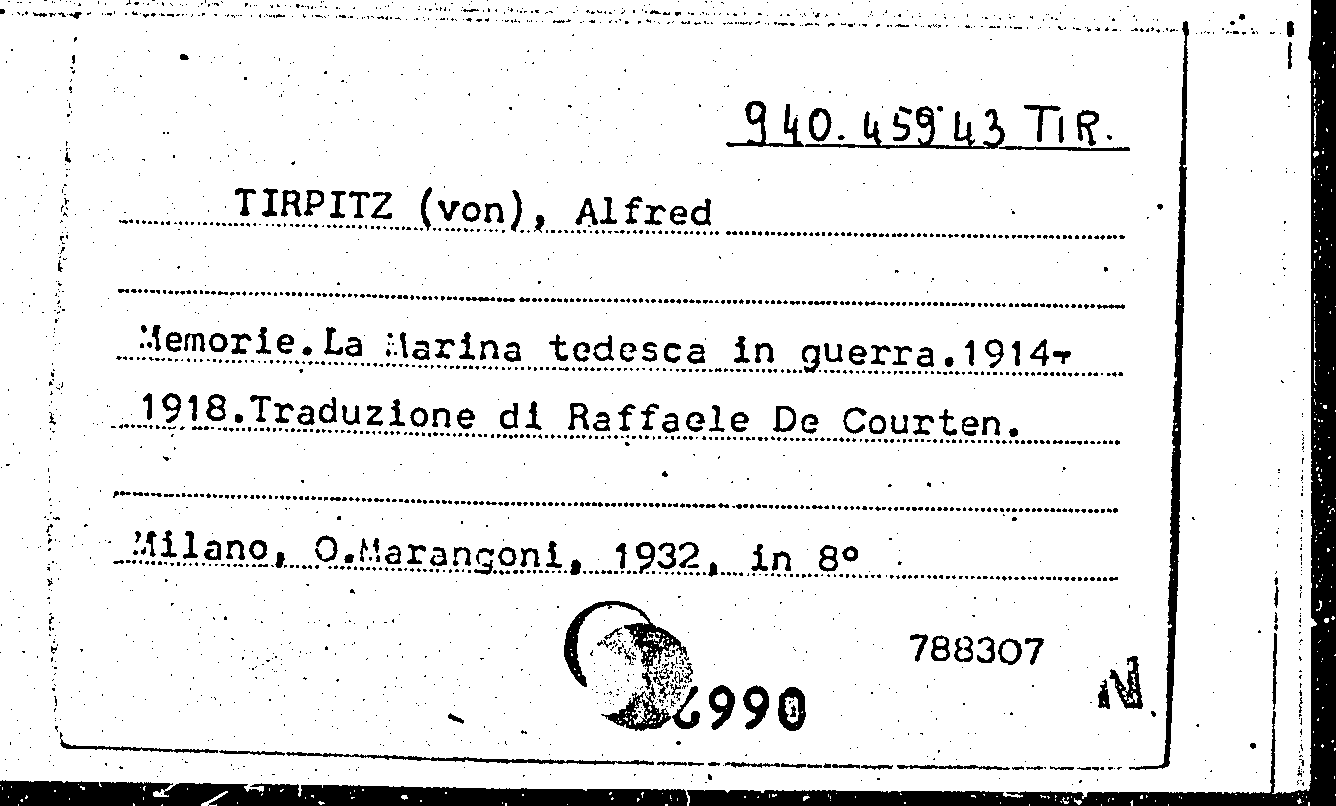 940.45943 TIR.
TIRPITZ (von), Alfred
Memorie.La Marina tedesca in guerra.1914-
1918.Traduzione di Raffaele De Courten.
Milano, O.Marangoni, 1932, in 8°
788307
N
6990